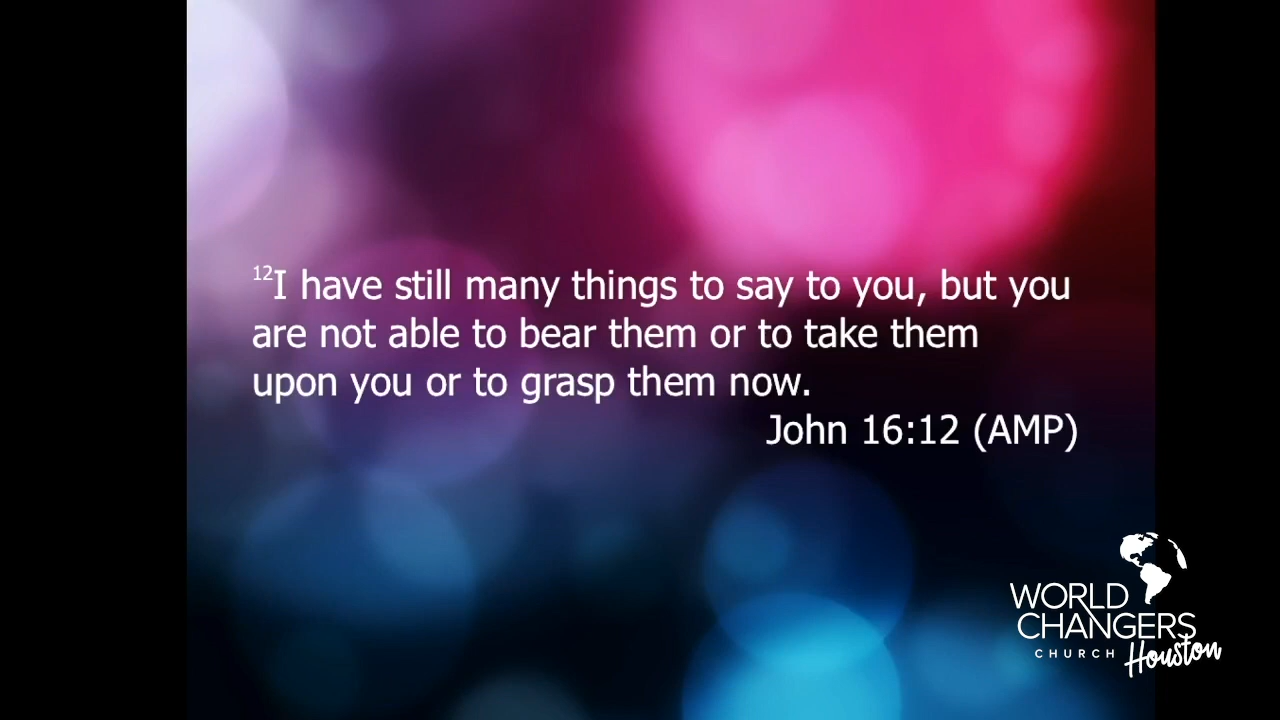 12I have still many things to say to you, but you
are not able to bear them or to take them
upon you or to grasp them now.
John 16:12 (AMP)
WORLD
CHANGERS
CHURCH Houston